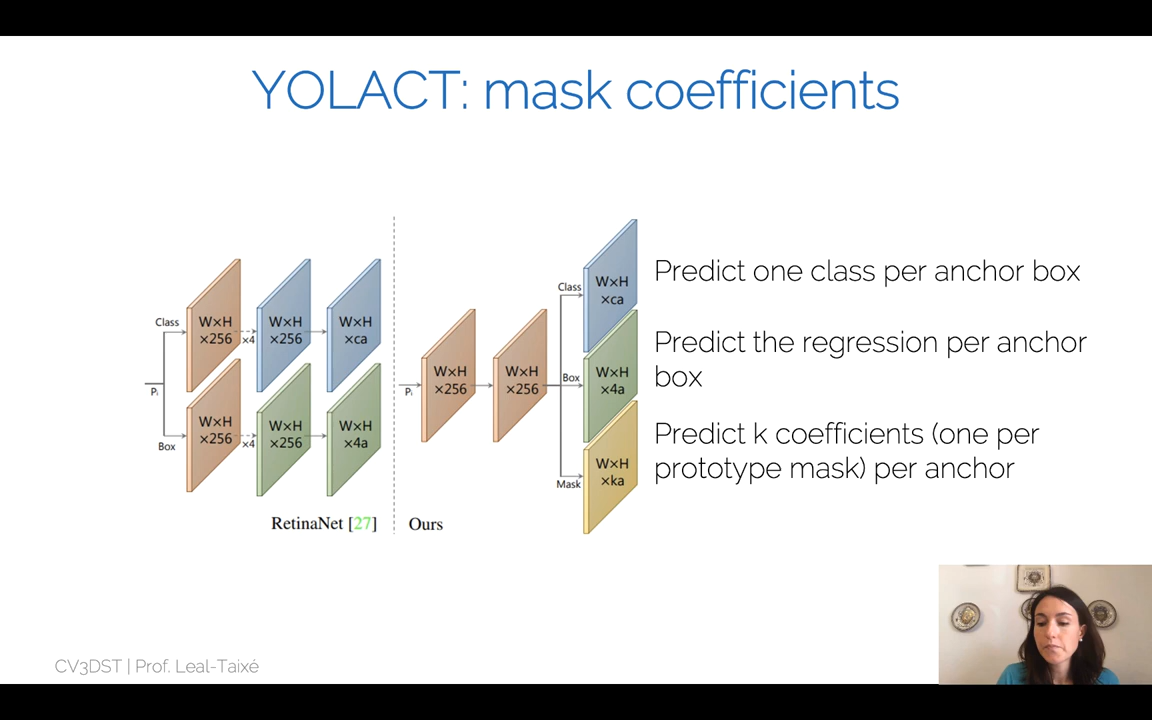 YOLACT: mask coefficients
Class
W×H
×256
×4
W×H
×256
W×H
×ca
Pᵢ
Box
W×H
×256
×4
W×H
×256
W×H
×4a
RetinaNet [27]
Pᵢ
W×H
×256
W×H
×256
Class
W×H
×ca
Box
W×H
×4a
Mask
W×H
×ka
Ours
Predict one class per anchor box
Predict the regression per anchor
box
Predict k coefficients (one per
prototype mask) per anchor
CV3DST | Prof. Leal-Taixé